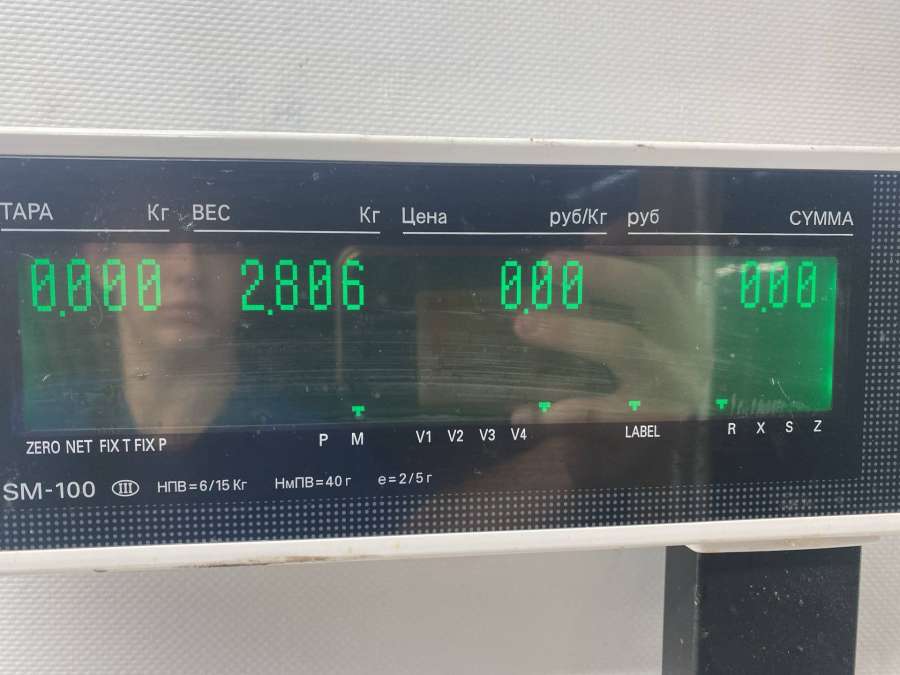 ТАРА Кг ВЕС Кг Цена руб/Кг руб СУММА
0.000 2.806 0.00 0.00
ZERO NET FIX T FIX P P M V1 V2 V3 V4 LABEL R X S Z
SM-100 III НПВ=6/15 Кг НмПВ=40 г е=2/5 г